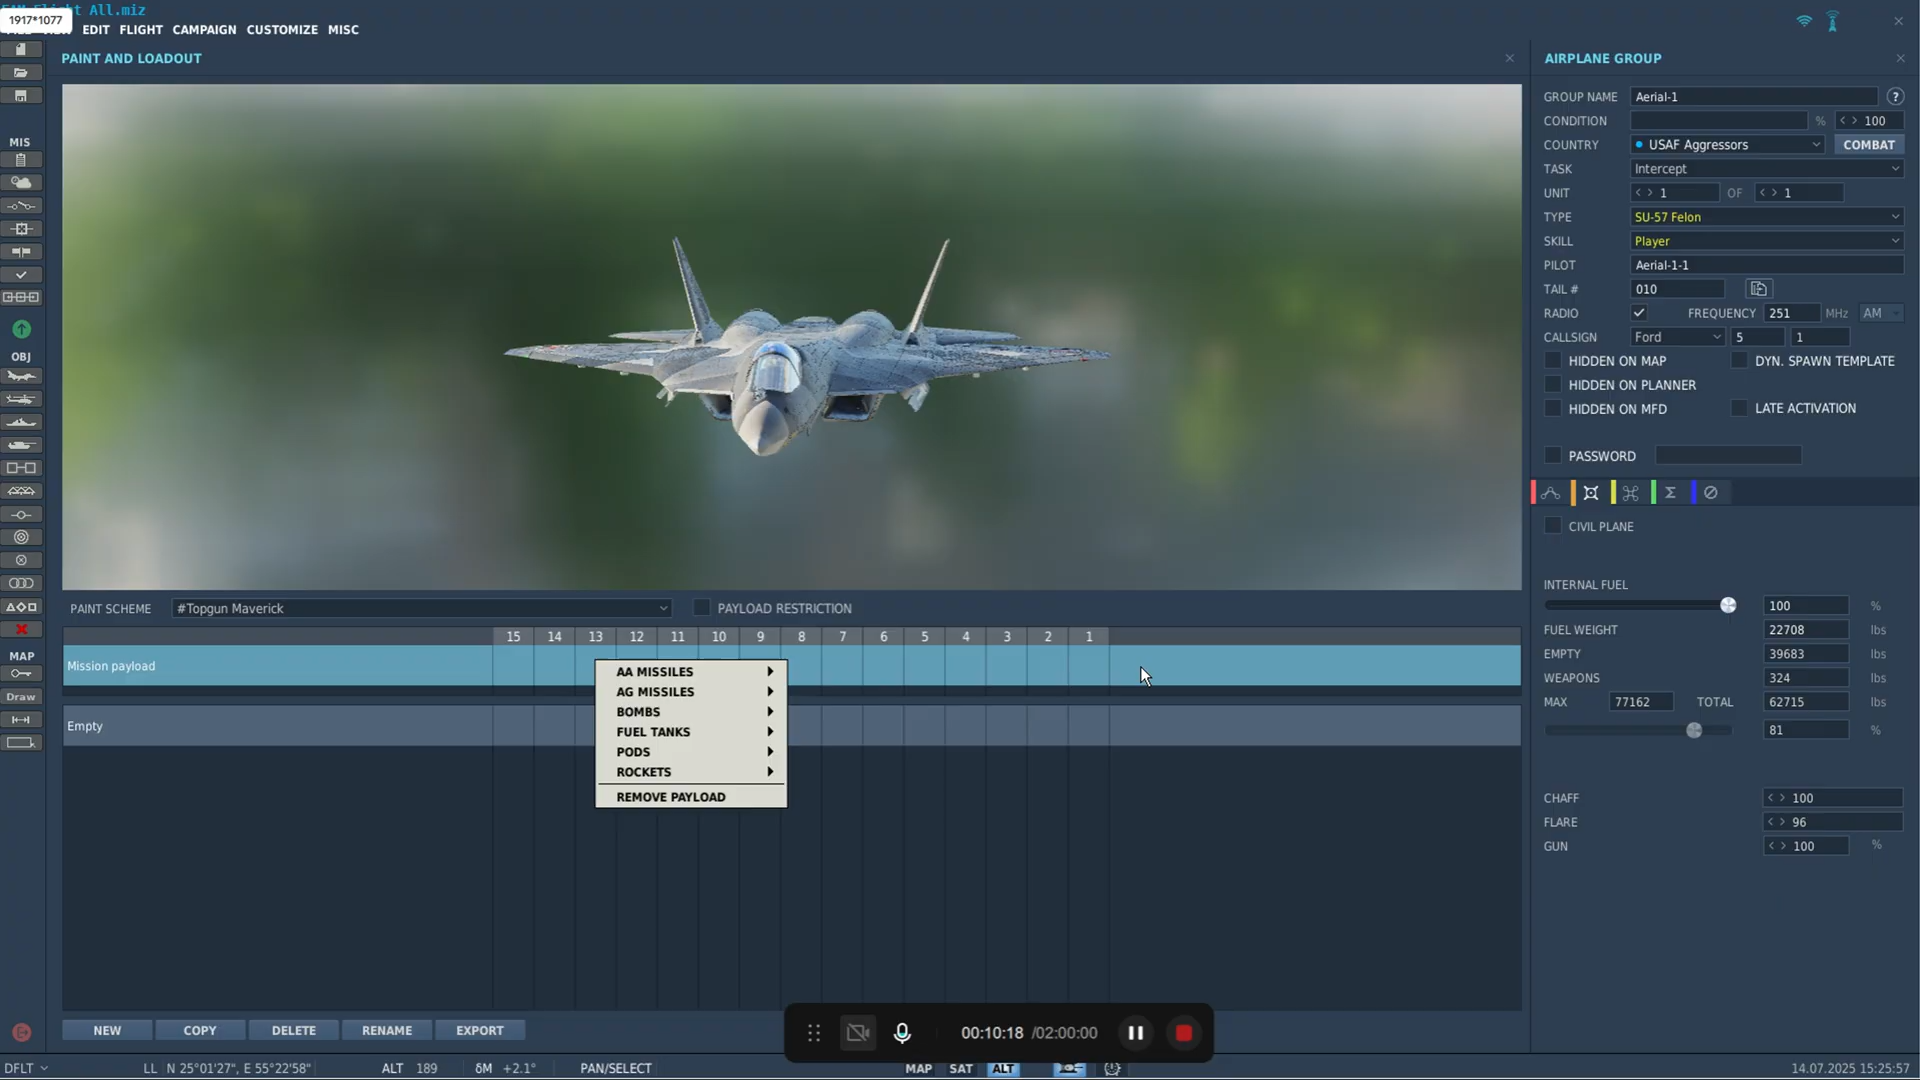 All.miz
1917*1077
EDIT FLIGHT CAMPAIGN CUSTOMIZE MISC
PAINT AND LOADOUT
AIRPLANE GROUP
GROUP NAME Aerial-1 ?
CONDITION % < > 100
COUNTRY USAF Aggressors COMBAT
TASK Intercept
UNIT < > 1 OF < > 1
TYPE SU-57 Felon
SKILL Player
PILOT Aerial-1-1
TAIL # 010
RADIO FREQUENCY 251 MHz AM
CALLSIGN Ford 5 1
HIDDEN ON MAP DYN. SPAWN TEMPLATE
HIDDEN ON PLANNER
HIDDEN ON MFD LATE ACTIVATION
PASSWORD
CIVIL PLANE
INTERNAL FUEL
100 %
FUEL WEIGHT 22708 lbs
EMPTY 39683 lbs
WEAPONS 324 lbs
MAX 77162 TOTAL 62715 lbs
81 %
CHAFF < > 100
FLARE < > 96
GUN < > 100 %
MIS
OBJ
MAP
Draw
PAINT SCHEME #Topgun Maverick PAYLOAD RESTRICTION
15 14 13 12 11 10 9 8 7 6 5 4 3 2 1
Mission payload
Empty
AA MISSILES
AG MISSILES
BOMBS
FUEL TANKS
PODS
ROCKETS
REMOVE PAYLOAD
NEW COPY DELETE RENAME EXPORT
00:10:18 /02:00:00
DFLT LL N 25°01'27", E 55°22'58" ALT 189 δM +2.1° PAN/SELECT MAP SAT ALT 14.07.2025 15:25:57